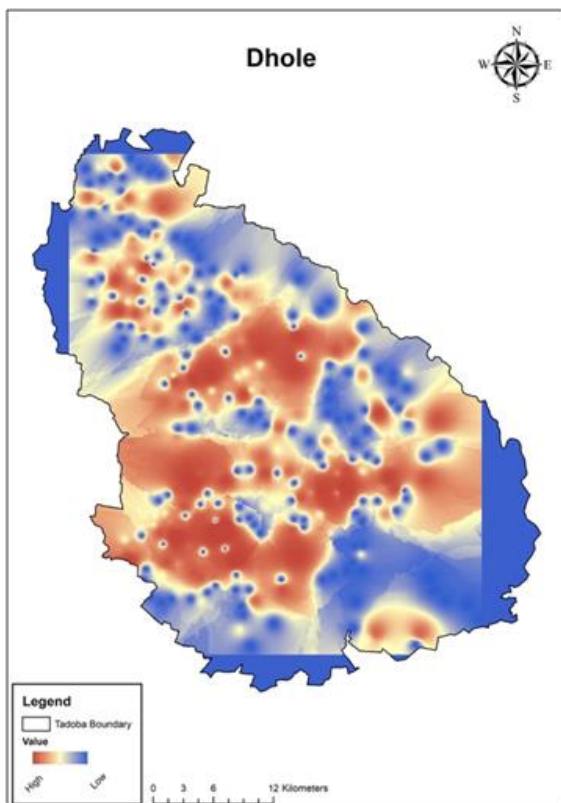 Dhole
N
W E
S
Legend
Tadoba Boundary
Value
High Low
0 3 6 12 Kilometers